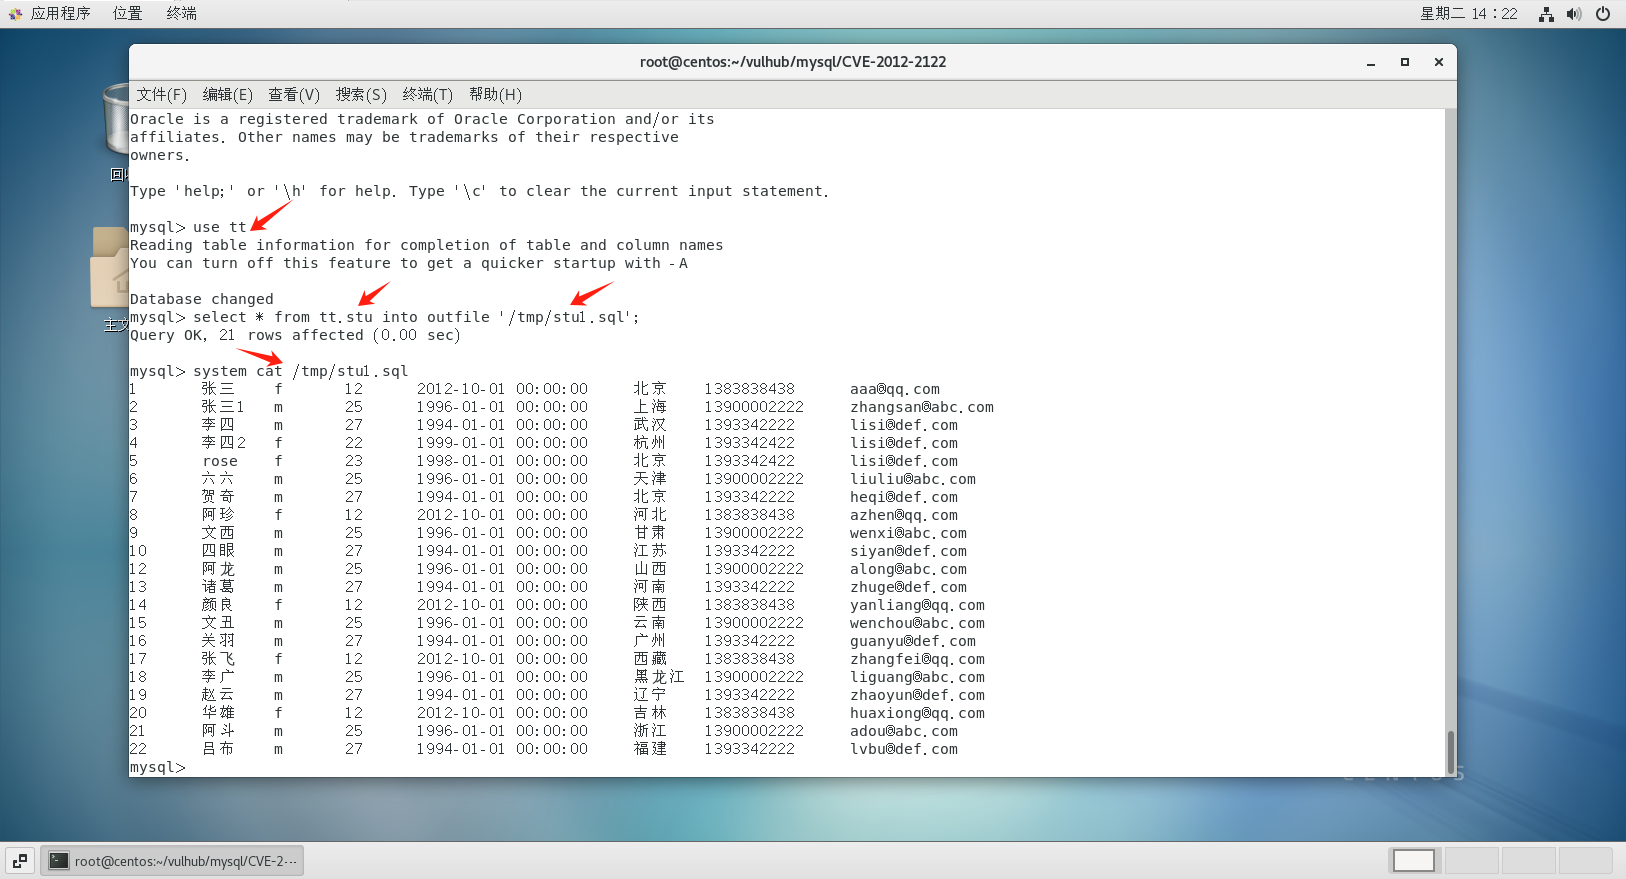 应用程序 位置 终端 星期二 14：22
root@centos:~/vulhub/mysql/CVE-2012-2122
文件(F) 编辑(E) 查看(V) 搜索(S) 终端(T) 帮助(H)
Oracle is a registered trademark of Oracle Corporation and/or its
affiliates. Other names may be trademarks of their respective
owners.
Type 'help;' or '\h' for help. Type '\c' to clear the current input statement.
mysql> use tt
Reading table information for completion of table and column names
You can turn off this feature to get a quicker startup with -A
Database changed
mysql> select * from tt.stu into outfile '/tmp/stu1.sql';
Query OK, 21 rows affected (0.00 sec)
mysql> system cat /tmp/stu1.sql
1 张三 f 12 2012-10-01 00:00:00 北京 1383838438 aaa@qq.com
2 张三1 m 25 1996-01-01 00:00:00 上海 13900002222 zhangsan@abc.com
3 李四 m 27 1994-01-01 00:00:00 武汉 1393342222 lisi@def.com
4 李四2 f 22 1999-01-01 00:00:00 杭州 1393342422 lisi@def.com
5 rose f 23 1998-01-01 00:00:00 北京 1393342422 lisi@def.com
6 六六 m 25 1996-01-01 00:00:00 天津 13900002222 liuliu@abc.com
7 贺奇 m 27 1994-01-01 00:00:00 北京 1393342222 heqi@def.com
8 阿珍 f 12 2012-10-01 00:00:00 河北 1383838438 azhen@qq.com
9 文西 m 25 1996-01-01 00:00:00 甘肃 13900002222 wenxi@abc.com
10 四眼 m 27 1994-01-01 00:00:00 江苏 1393342222 siyan@def.com
12 阿龙 m 25 1996-01-01 00:00:00 山西 13900002222 along@abc.com
13 诸葛 m 27 1994-01-01 00:00:00 河南 1393342222 zhuge@def.com
14 颜良 f 12 2012-10-01 00:00:00 陕西 1383838438 yanliang@qq.com
15 文丑 m 25 1996-01-01 00:00:00 云南 13900002222 wenchou@abc.com
16 关羽 m 27 1994-01-01 00:00:00 广州 1393342222 guanyu@def.com
17 张飞 f 12 2012-10-01 00:00:00 西藏 1383838438 zhangfei@qq.com
18 李广 m 25 1996-01-01 00:00:00 黑龙江 13900002222 liguang@abc.com
19 赵云 m 27 1994-01-01 00:00:00 辽宁 1393342222 zhaoyun@def.com
20 华雄 f 12 2012-10-01 00:00:00 吉林 1383838438 huaxiong@qq.com
21 阿斗 m 25 1996-01-01 00:00:00 浙江 13900002222 adou@abc.com
22 吕布 m 27 1994-01-01 00:00:00 福建 1393342222 lvbu@def.com
mysql>
回
主文
root@centos:~/vulhub/mysql/CVE-2···